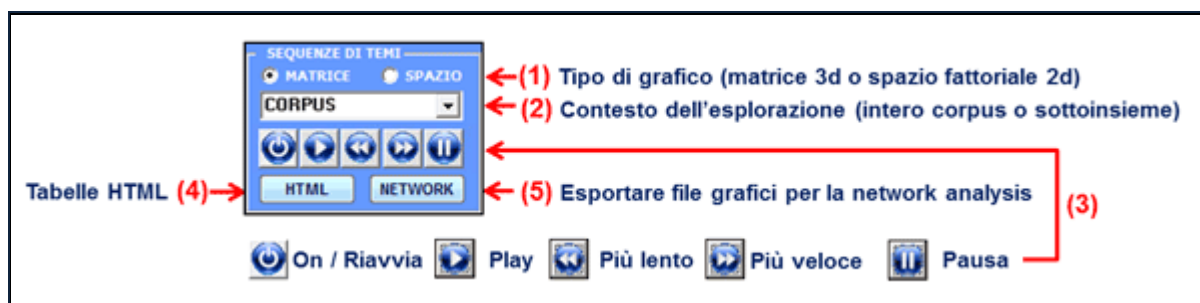 SEQUENZE DI TEMI
MATRICE SPAZIO
(1) Tipo di grafico (matrice 3d o spazio fattoriale 2d)
CORPUS
(2) Contesto dell'esplorazione (intero corpus o sottoinsieme)
Tabelle HTML (4)
HTML NETWORK
(5) Esportare file grafici per la network analysis
(3)
On / Riavvia Play Più lento Più veloce Pausa